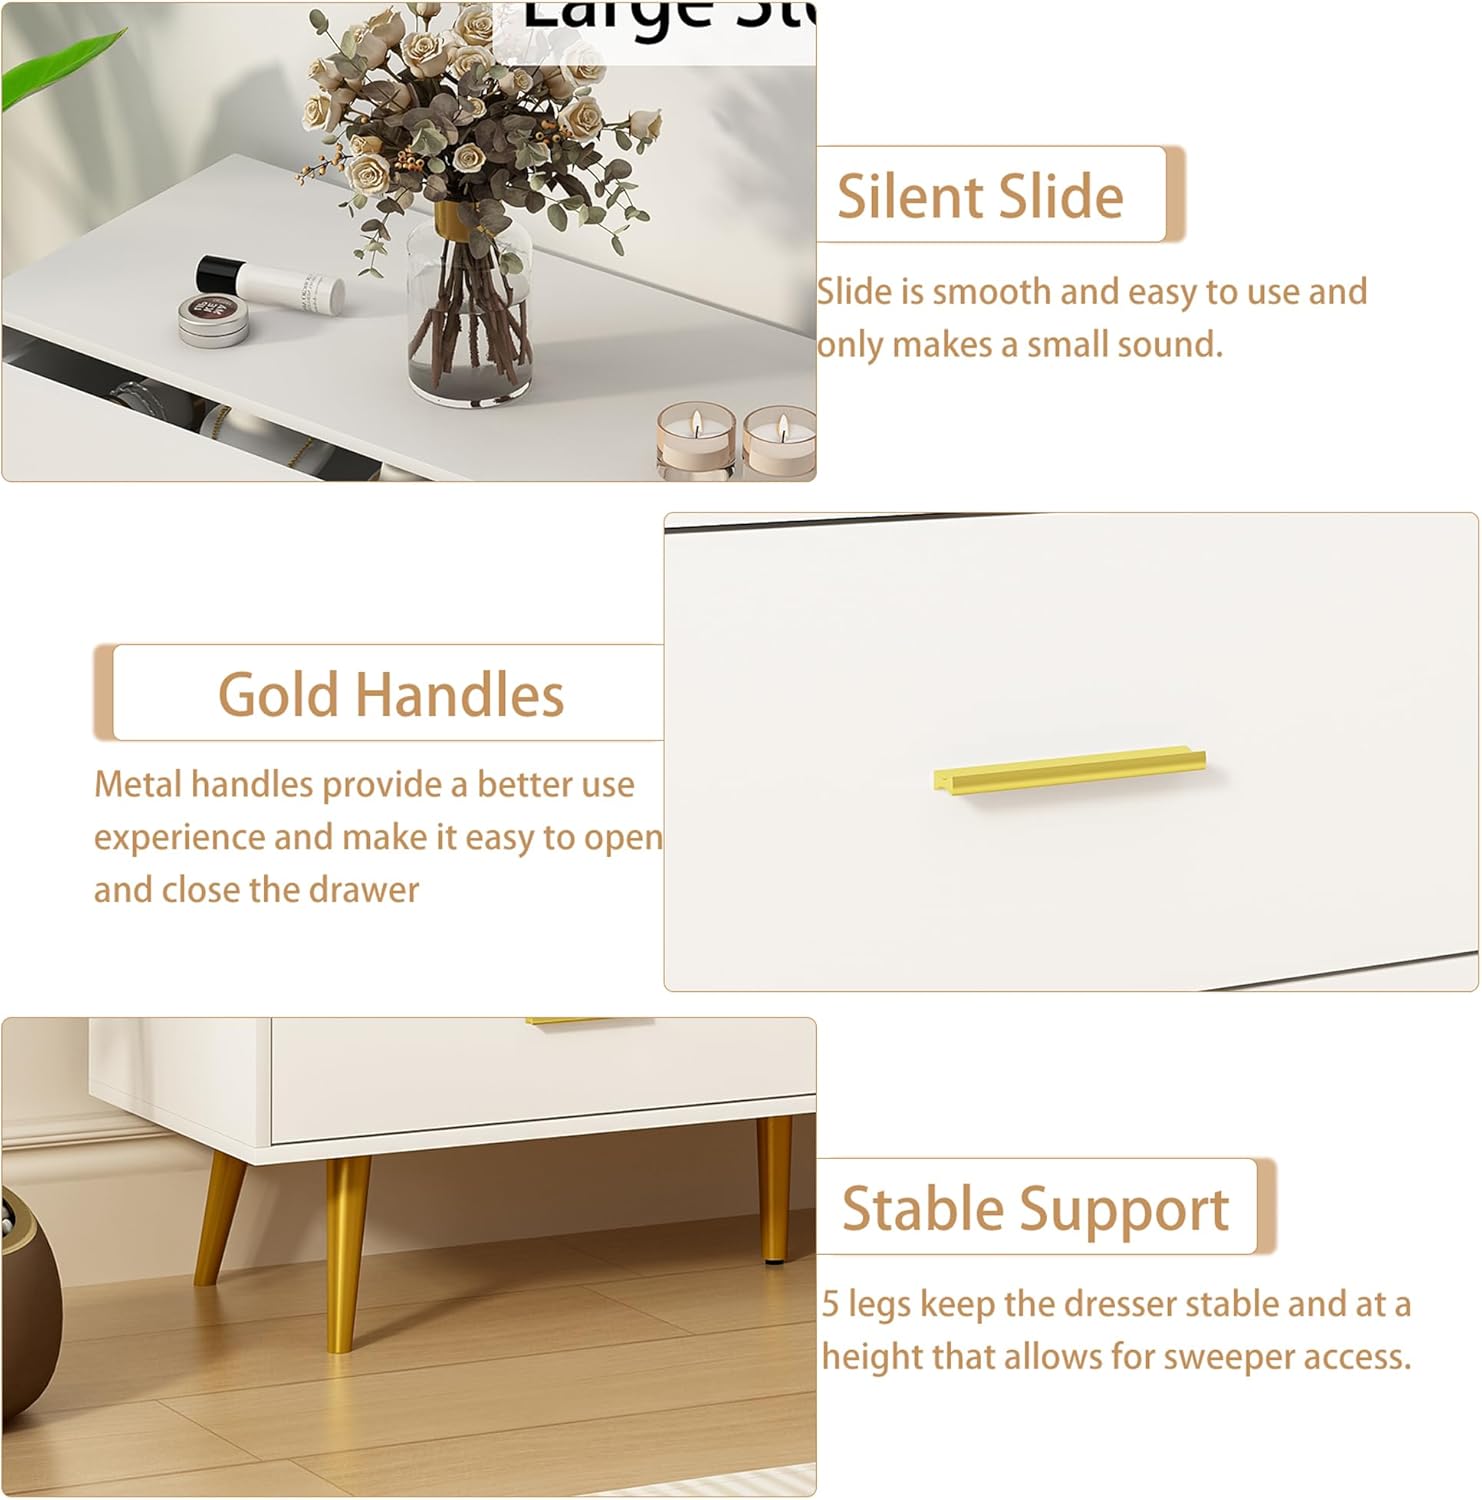 Large
Silent Slide
Slide is smooth and easy to use and
only makes a small sound.
Gold Handles
Metal handles provide a better use
experience and make it easy to open
and close the drawer
Stable Support
5 legs keep the dresser stable and at a
height that allows for sweeper access.